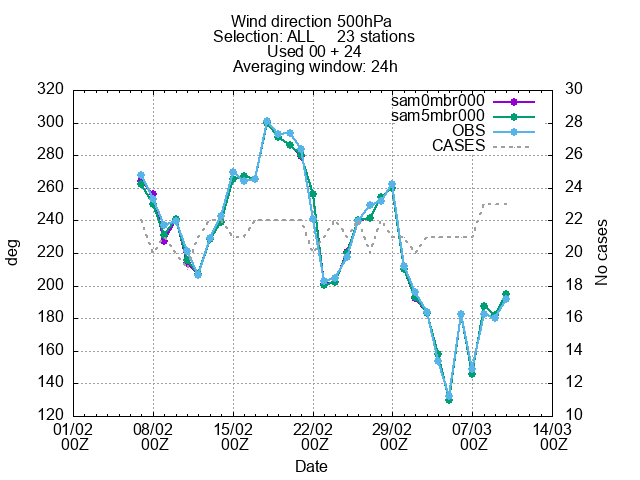 Wind direction 500hPa
Selection: ALL 23 stations
Used 00 + 24
Averaging window: 24h
sam0mbr000
sam5mbr000
OBS
CASES
320
300
280
260
240
220
200
180
160
140
120
30
28
26
24
22
20
18
16
14
12
10
deg
No cases
01/02 08/02 15/02 22/02 29/02 07/03 14/03
00Z 00Z 00Z 00Z 00Z 00Z 00Z
Date